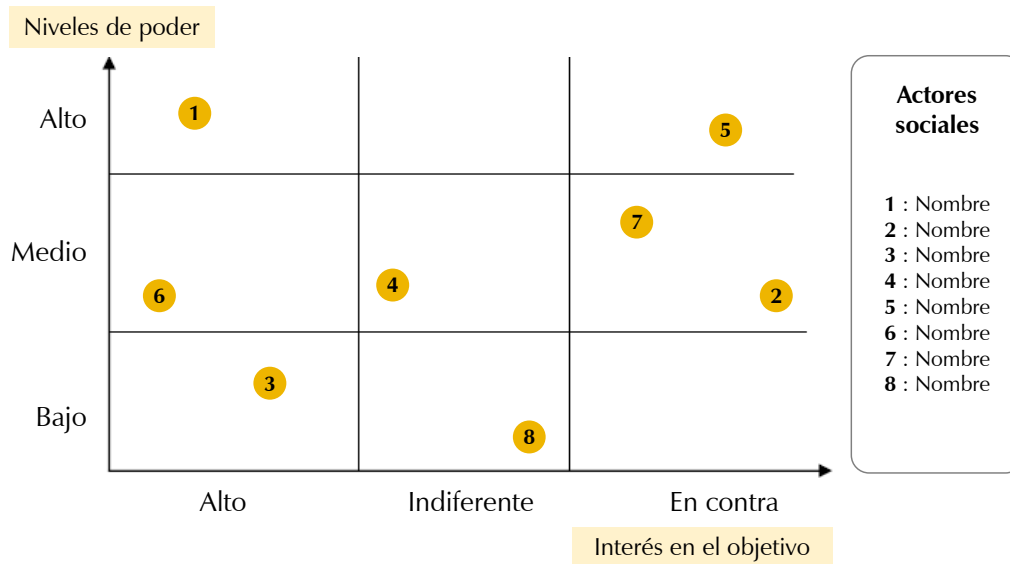 Niveles de poder
Alto
Medio
Bajo
1
5
7
6
4
2
3
8
Alto
Indiferente
En contra
Interés en el objetivo
Actores
sociales
1 : Nombre
2 : Nombre
3 : Nombre
4 : Nombre
5 : Nombre
6 : Nombre
7 : Nombre
8 : Nombre